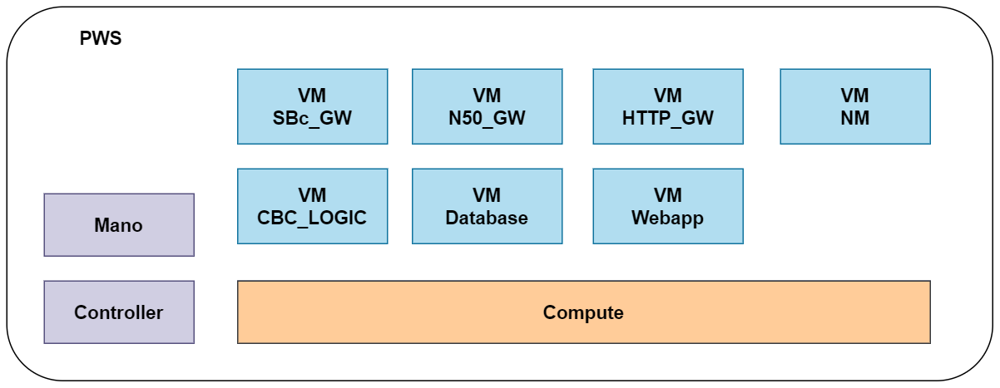 PWS
VM
SBc_GW
VM
N50_GW
VM
HTTP_GW
VM
NM
VM
CBC_LOGIC
VM
Database
VM
Webapp
Mano
Controller
Compute